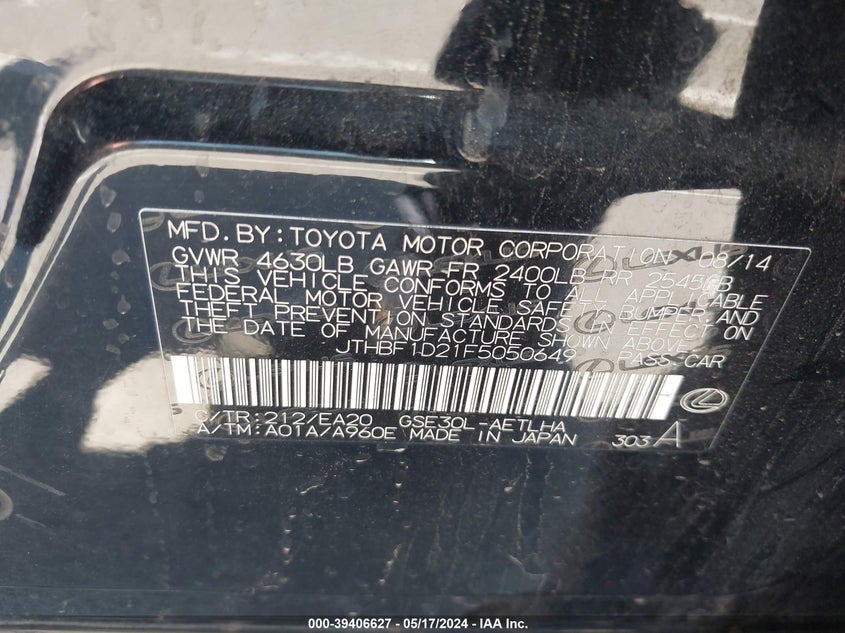 MFD. BY: TOYOTA MOTOR CORPORATION 08/14
GVWR 4630LB GAWR FR 2400LB RR 2545LB
THIS VEHICLE CONFORMS TO ALL APPLICABLE
FEDERAL MOTOR VEHICLE SAFETY, BUMPER AND
THEFT PREVENTION STANDARDS IN EFFECT ON
THE DATE OF MANUFACTURE SHOWN ABOVE.
JTHBF1D21F5050649 PASS.CAR
C/TR:212/EA20 GSE30L-AETLHA
A/TM:A01A/A960E MADE IN JAPAN 303 A
000-39406627 - 05/17/2024 - IAA Inc.